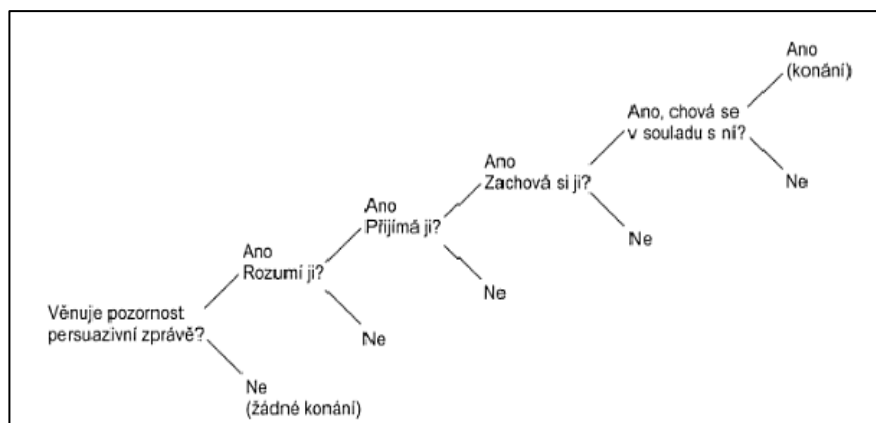 Ano
(konání)
Ano, chová se
v souladu s ní?
Ne
Ano
Zachová si ji?
Ne
Ano
Přijímá ji?
Ne
Ano
Rozumí ji?
Ne
Věnuje pozornost
persuazivní zprávě?
Ne
(žádné konání)